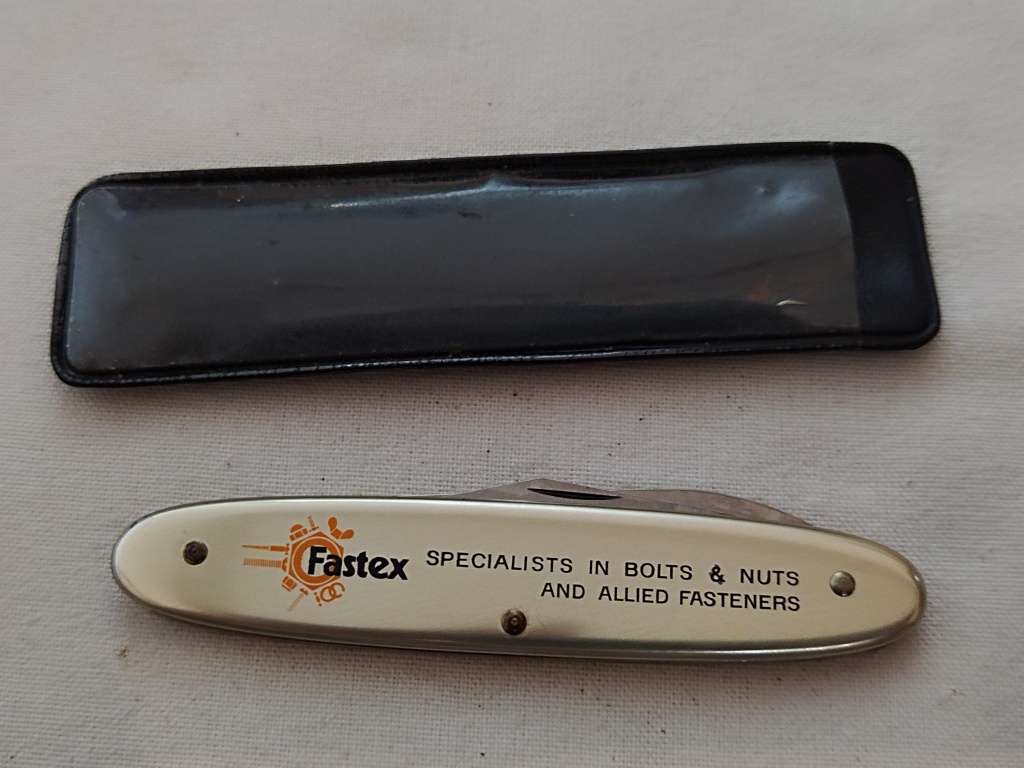 Fastex SPECIALISTS IN BOLTS & NUTS
AND ALLIED FASTENERS